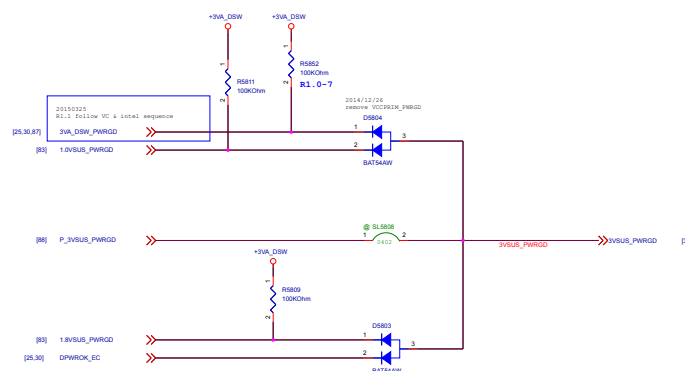 +3VA_DSW
+3VA_DSW
1
R5811
100KOhm
2
1
R5852
100KOhm
2
R1.0-7
20150325
R1.1 follow VC & intel sequence
2014/12/26
remove VCCPRIM_PWRGD
[25,30,87] 3VA_DSW_PWRGD
[83] 1.0VSUS_PWRGD
D5804
1
2
3
BAT54AW
[88] P_3VSUS_PWRGD
@ SL5806
1
2
0402
3VSUS_PWRGD
3VSUS_PWRGD
+3VA_DSW
1
R5809
100KOhm
2
[83] 1.8VSUS_PWRGD
[25,30] DPWROK_EC
D5803
1
2
3
BAT54AW